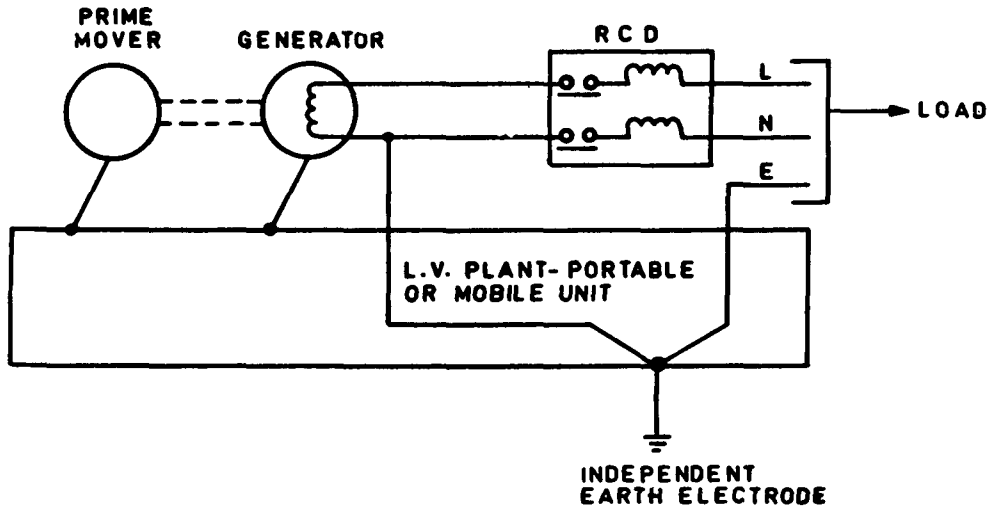 PRIME
MOVER
GENERATOR
RCD
L
N
E
LOAD
L.V. PLANT-PORTABLE
OR MOBILE UNIT
INDEPENDENT
EARTH ELECTRODE